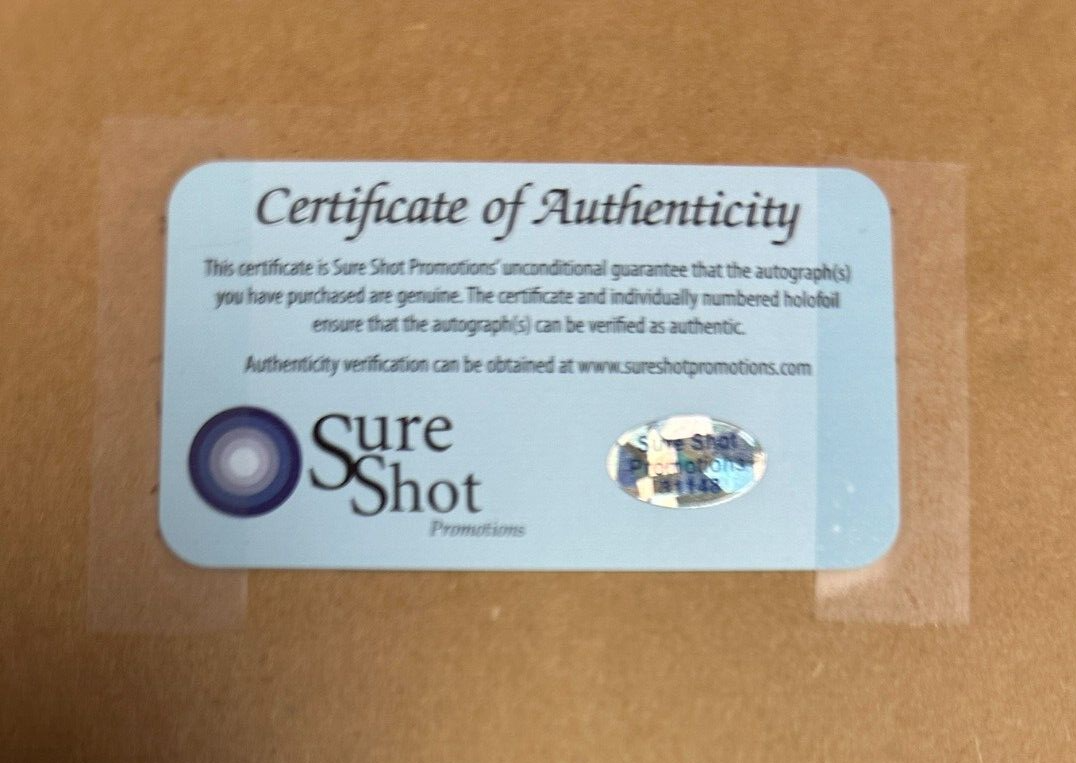 Certificate of Authenticity
This certificate is Sure Shot Promotions' unconditional guarantee that the autograph(s)
you have purchased are genuine. The certificate and individually numbered holofoil
ensure that the autograph(s) can be verified as authentic.
Authenticity verification can be obtained at www.sureshotpromotions.com
Sure
Shot
Promotions
Sure Shot
Promotions